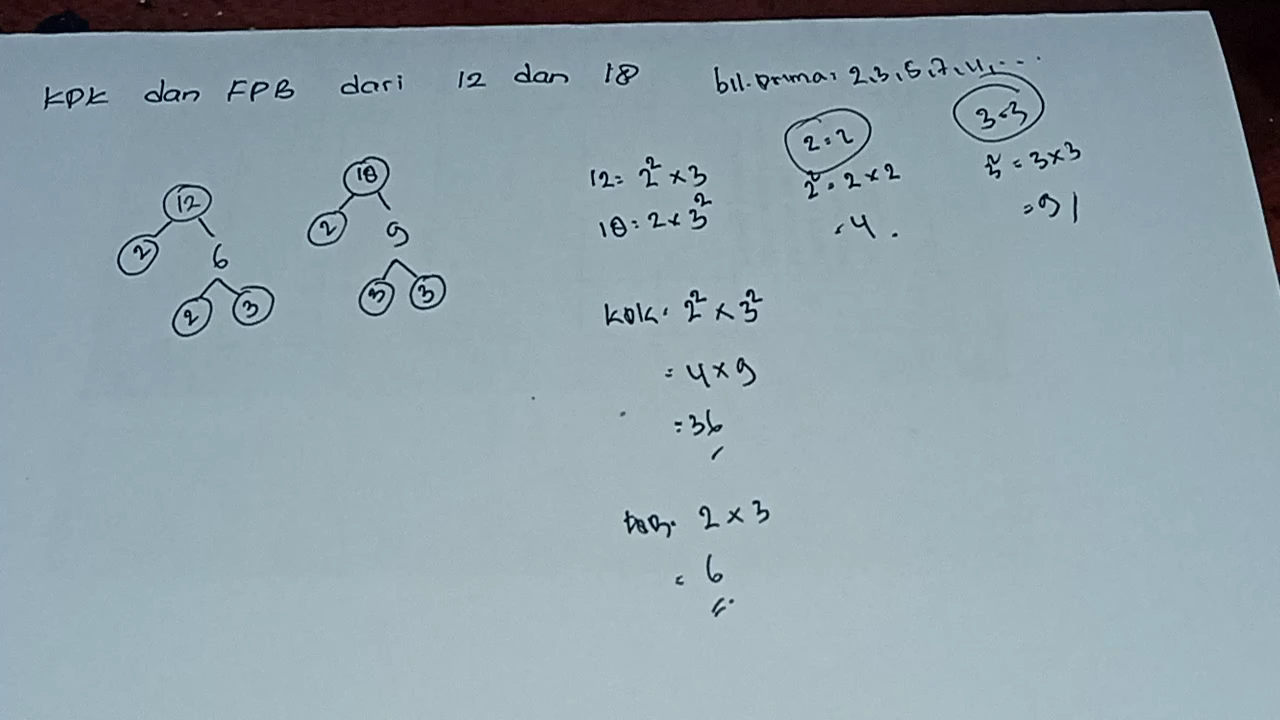 KPK dan FPB dari 12 dan 18
bil. prima: 2, 3, 5, 7, 11, ...
12
2 6
2 3
18
2 9
3 3
12 = 2² × 3
18 = 2 × 3²
2 = 2
2² = 2 × 2
= 4
3 = 3
3² = 3 × 3
= 9
KPK = 2² × 3²
= 4 × 9
= 36
FPB = 2 × 3
= 6